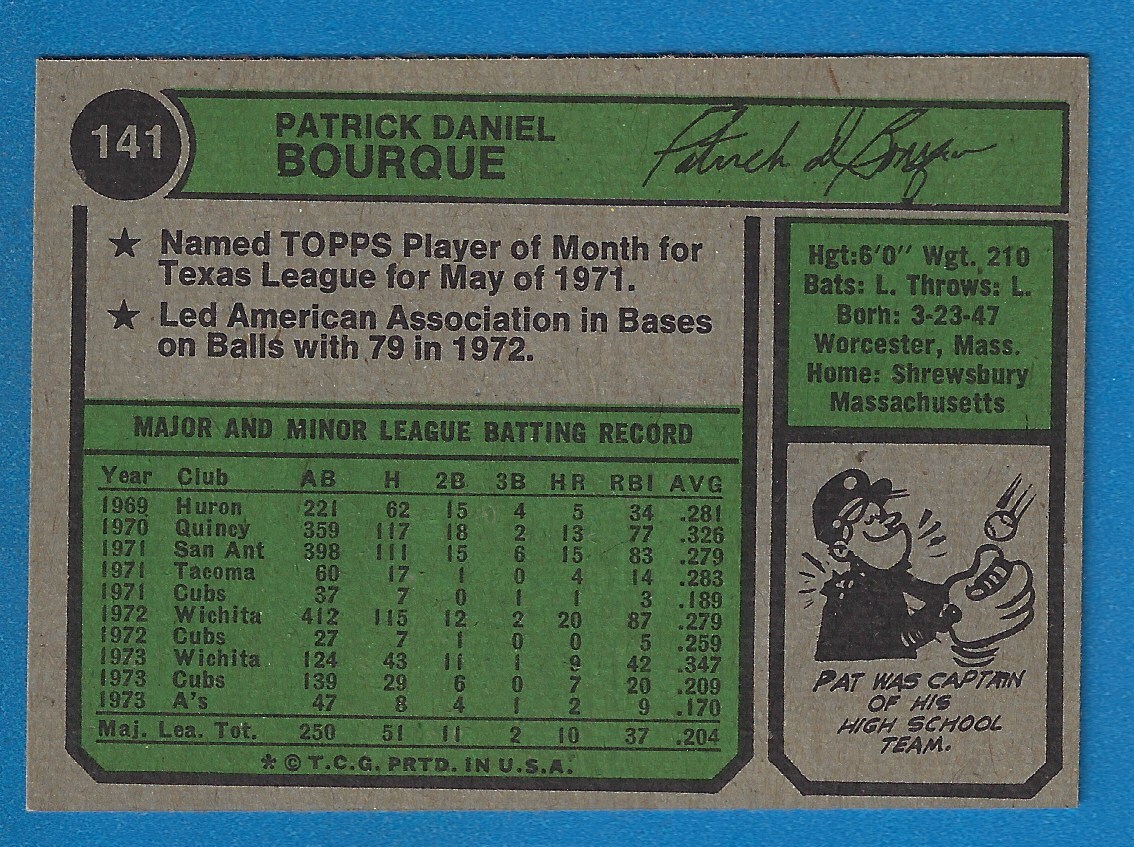 141
PATRICK DANIEL
BOURQUE
Patrick D Bourque
★ Named TOPPS Player of Month for
Texas League for May of 1971.
★ Led American Association in Bases
on Balls with 79 in 1972.
Hgt:6'0" Wgt. 210
Bats: L. Throws: L.
Born: 3-23-47
Worcester, Mass.
Home: Shrewsbury
Massachusetts
MAJOR AND MINOR LEAGUE BATTING RECORD
Year Club AB H 2B 3B HR RBI AVG
1969 Huron 221 62 15 4 5 34 .281
1970 Quincy 359 117 18 2 13 77 .326
1971 San Ant 398 111 15 6 15 83 .279
1971 Tacoma 60 17 1 0 4 14 .283
1971 Cubs 37 7 0 1 1 3 .189
1972 Wichita 412 115 12 2 20 87 .279
1972 Cubs 27 7 1 0 0 5 .259
1973 Wichita 124 43 11 1 9 42 .347
1973 Cubs 139 29 6 0 7 20 .209
1973 A's 47 8 4 1 2 9 .170
Maj. Lea. Tot. 250 51 11 2 10 37 .204
* © T.C.G. PRTD. IN U.S.A.
PAT WAS CAPTAIN
OF HIS
HIGH SCHOOL
TEAM.